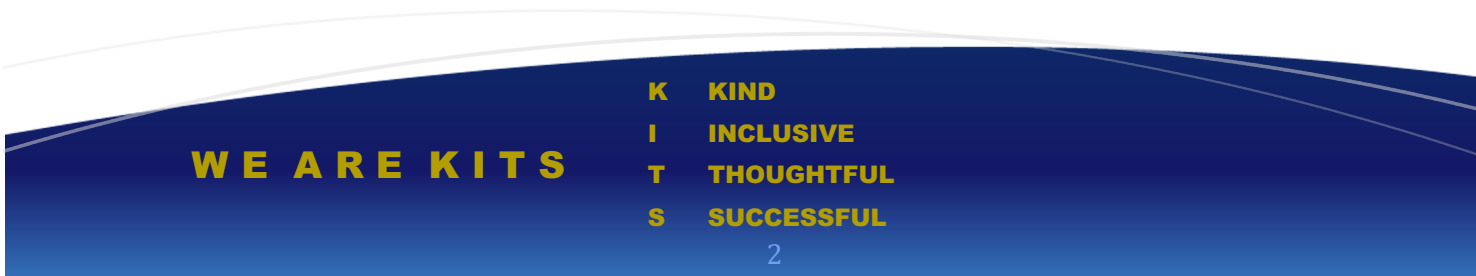 WE ARE KITS
K KIND
I INCLUSIVE
T THOUGHTFUL
S SUCCESSFUL
2